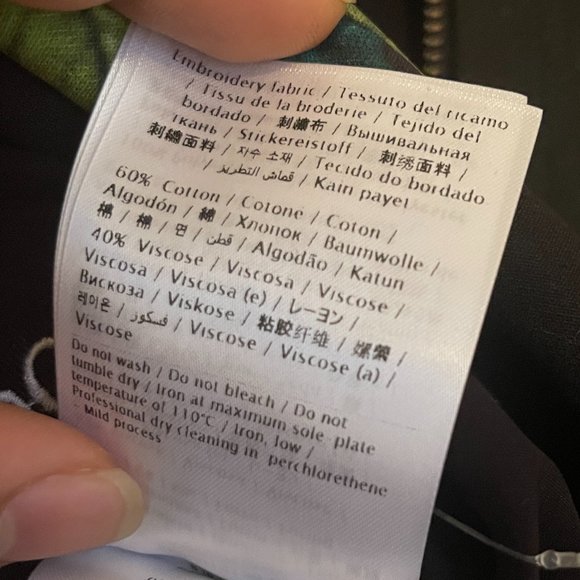 Embroidery fabric / Tessuto del ricamo
/ Tissu de la broderie / Tejido del
bordado / 刺繍布 / Вышивальная
ткань / Stickereistoff / 刺绣面料 /
刺繡面料 / 자수 소재 / Tecido do bordado
/ قماش التطريز / Kain payet
60% Cotton / Cotone / Coton /
Algodón / 綿 / Хлопок / Baumwolle /
棉 / 棉 / 면 / قطن / Algodão / Katun
40% Viscose / Viscosa / Viscose /
Viscosa / Viscosa (e) / レーヨン /
Вискоза / Viskose / 粘胶纤维 / 嫘縈 /
레이온 / فسكوز / Viscose / Viscose (a) /
Viscose
Do not wash / Do not bleach / Do not
tumble dry / Iron at maximum sole plate
temperature of 110°C / Iron, low /
Professional dry cleaning in perchlorethene
- Mild process